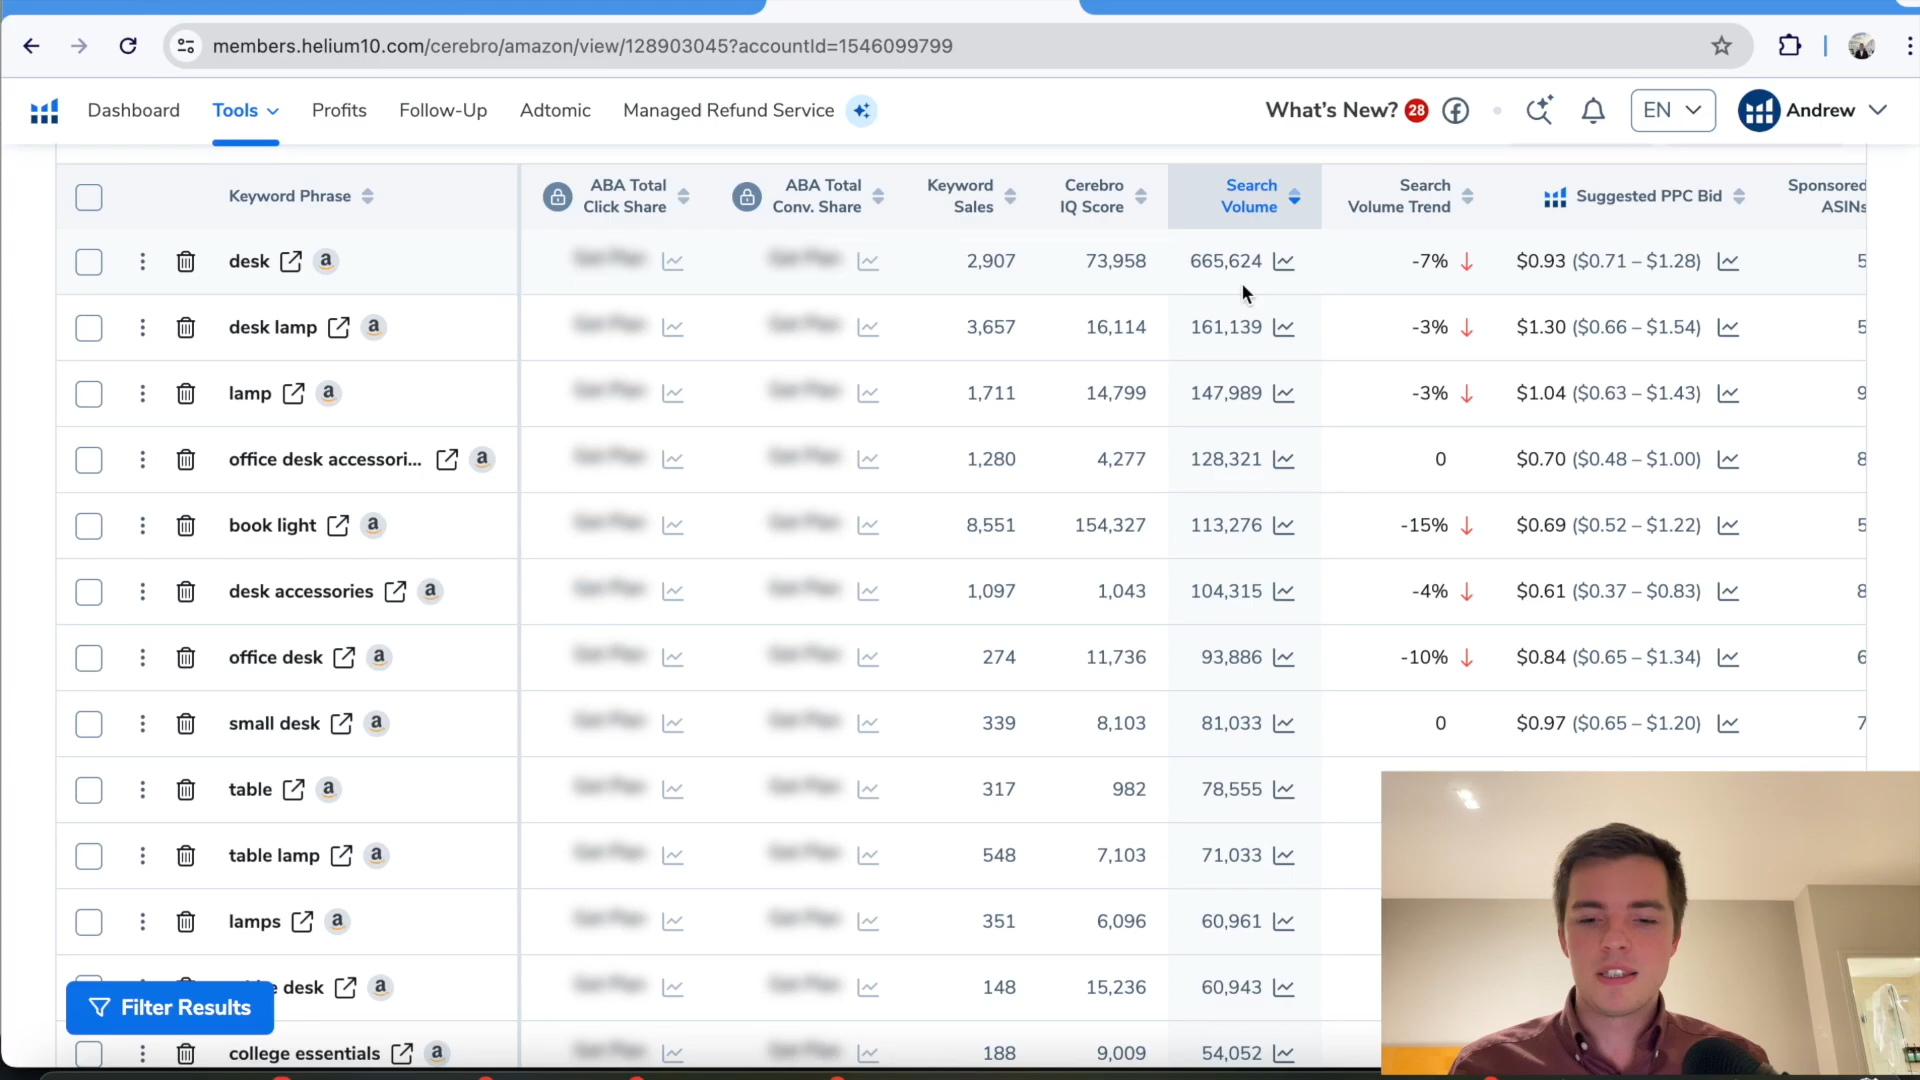 members.helium10.com/cerebro/amazon/view/128903045?accountId=1546099799
Dashboard Tools Profits Follow-Up Adtomic Managed Refund Service What's New? 28 EN Andrew
Keyword Phrase ABA Total Click Share ABA Total Conv. Share Keyword Sales Cerebro IQ Score Search Volume Search Volume Trend Suggested PPC Bid Sponsored ASINs
desk 2,907 73,958 665,624 -7% $0.93 ($0.71 – $1.28) 5
desk lamp 3,657 16,114 161,139 -3% $1.30 ($0.66 – $1.54) 5
lamp 1,711 14,799 147,989 -3% $1.04 ($0.63 – $1.43) 9
office desk accessori... 1,280 4,277 128,321 0 $0.70 ($0.48 – $1.00) 8
book light 8,551 154,327 113,276 -15% $0.69 ($0.52 – $1.22) 5
desk accessories 1,097 1,043 104,315 -4% $0.61 ($0.37 – $0.83) 8
office desk 274 11,736 93,886 -10% $0.84 ($0.65 – $1.34) 6
small desk 339 8,103 81,033 0 $0.97 ($0.65 – $1.20) 7
table 317 982 78,555
table lamp 548 7,103 71,033
lamps 351 6,096 60,961
desk 148 15,236 60,943
Filter Results
college essentials 188 9,009 54,052